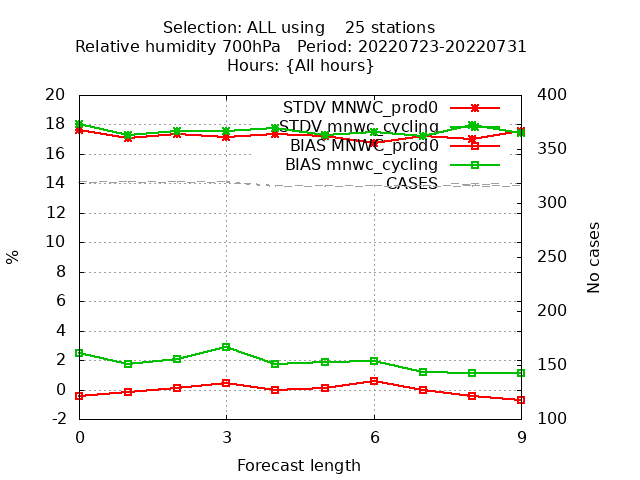 Selection: ALL using    25 stations
Relative humidity 700hPa   Period: 20220723-20220731
Hours: {All hours}
20
18
16
14
12
10
8
6
4
2
0
-2
%
400
350
300
250
200
150
100
No cases
STDV MNWC_prod0
STDV mnwc_cycling
BIAS MNWC_prod0
BIAS mnwc_cycling
CASES
0
3
6
9
Forecast length